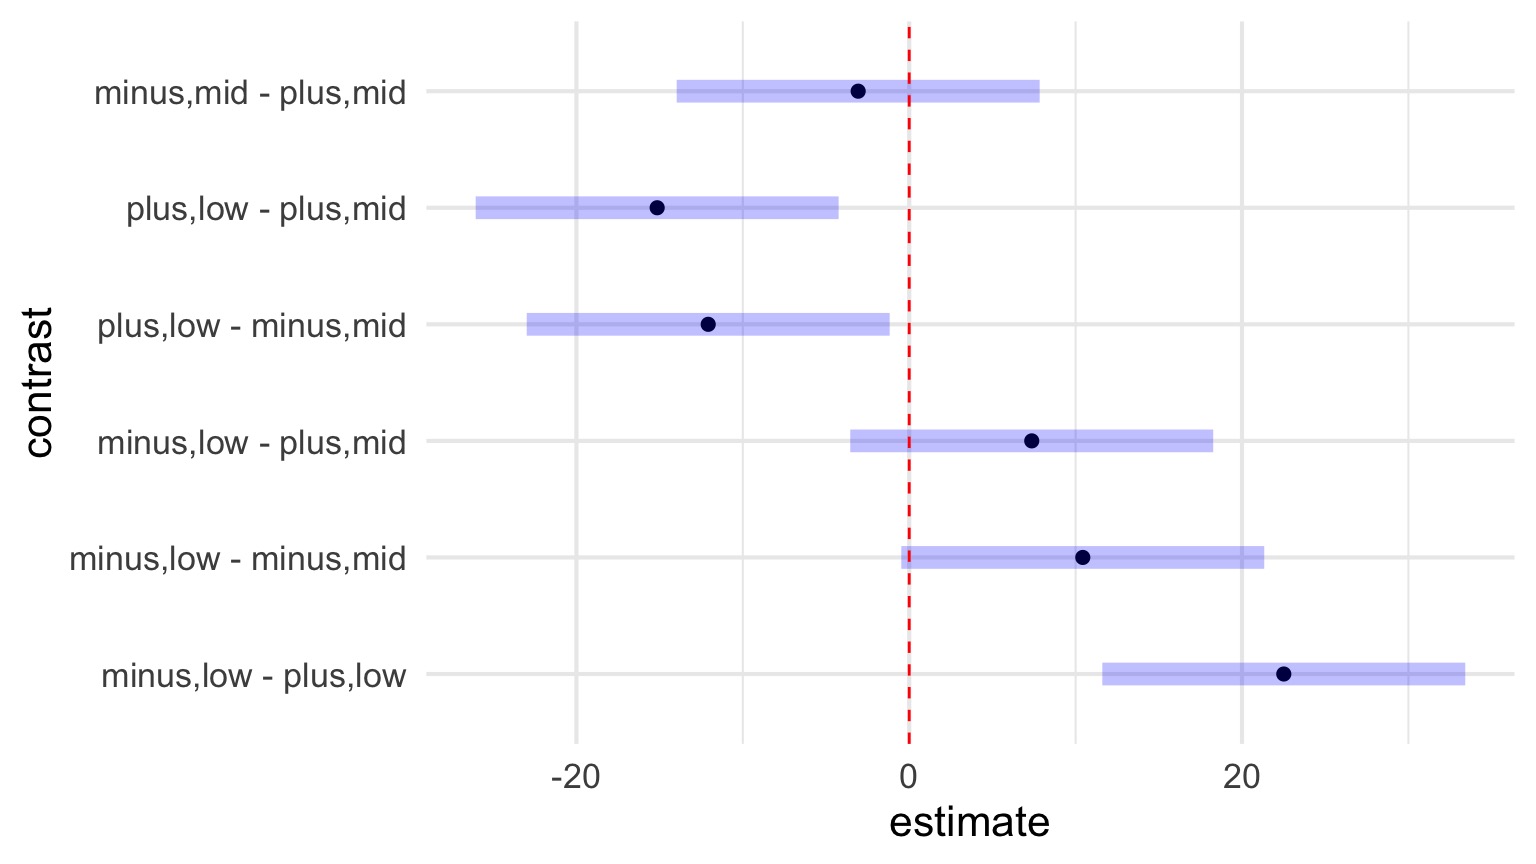 minus,mid - plus,mid
plus,low - plus,mid
plus,low - minus,mid
minus,low - plus,mid
minus,low - minus,mid
minus,low - plus,low
contrast
-20 0 20
estimate